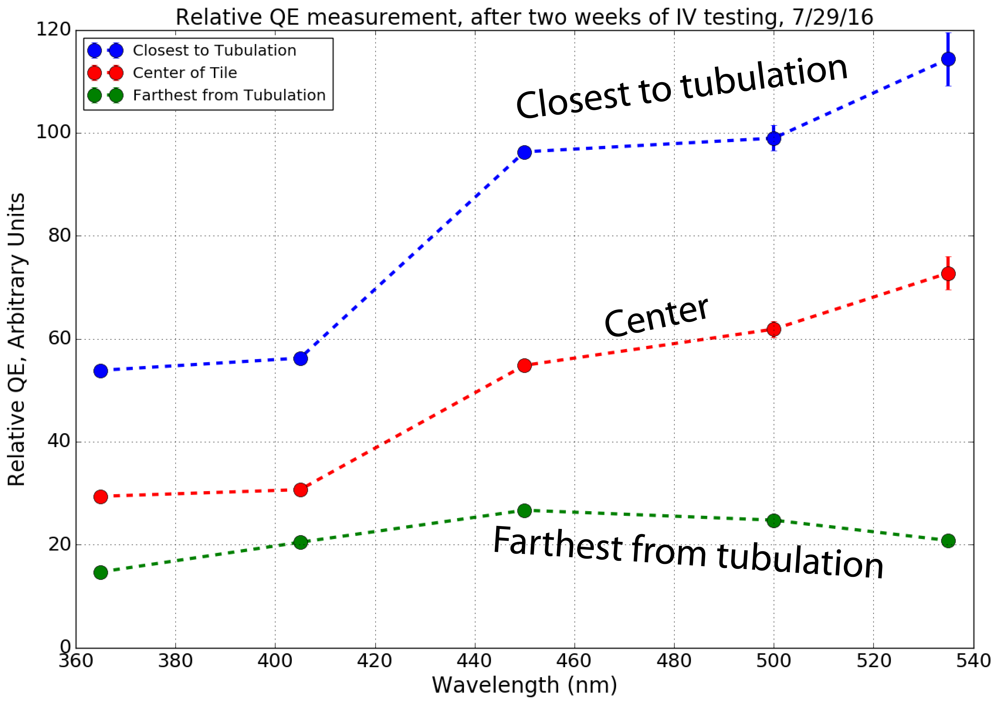 Relative QE measurement, after two weeks of IV testing, 7/29/16
Closest to Tubulation
Center of Tile
Farthest from Tubulation
Closest to tubulation
Center
Farthest from tubulation
Relative QE, Arbitrary Units
120
100
80
60
40
20
0
360 380 400 420 440 460 480 500 520 540
Wavelength (nm)